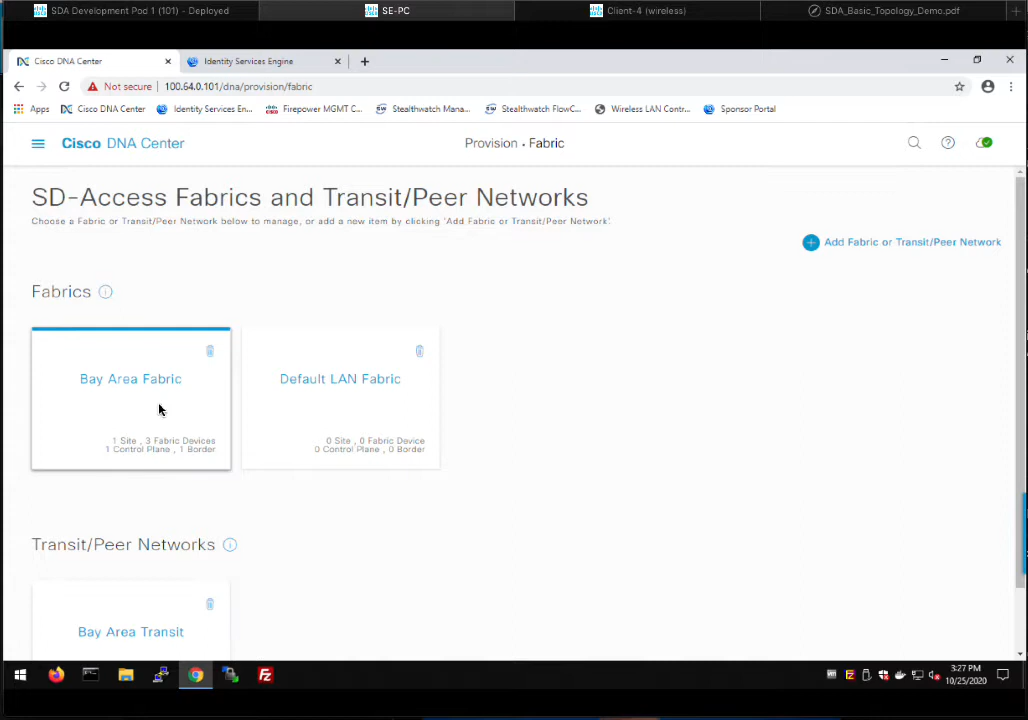 SDA Development Pod 1 (101) - Deployed
SE-PC
Client-4 (wireless)
SDA_Basic_Topology_Demo.pdf
Cisco DNA Center
Identity Services Engine
Not secure
100.64.0.101/dna/provision/fabric
Apps
Cisco DNA Center
Identity Services En...
Firepower MGMT C...
Stealthwatch Mana...
Stealthwatch FlowC...
Wireless LAN Contr...
Sponsor Portal
Cisco DNA Center
Provision • Fabric
SD-Access Fabrics and Transit/Peer Networks
Choose a Fabric or Transit/Peer Network below to manage, or add a new item by clicking 'Add Fabric or Transit/Peer Network'.
Add Fabric or Transit/Peer Network
Fabrics
Bay Area Fabric
1 Site , 3 Fabric Devices
1 Control Plane , 1 Border
Default LAN Fabric
0 Site , 0 Fabric Device
0 Control Plane , 0 Border
Transit/Peer Networks
Bay Area Transit
3:27 PM
10/25/2020